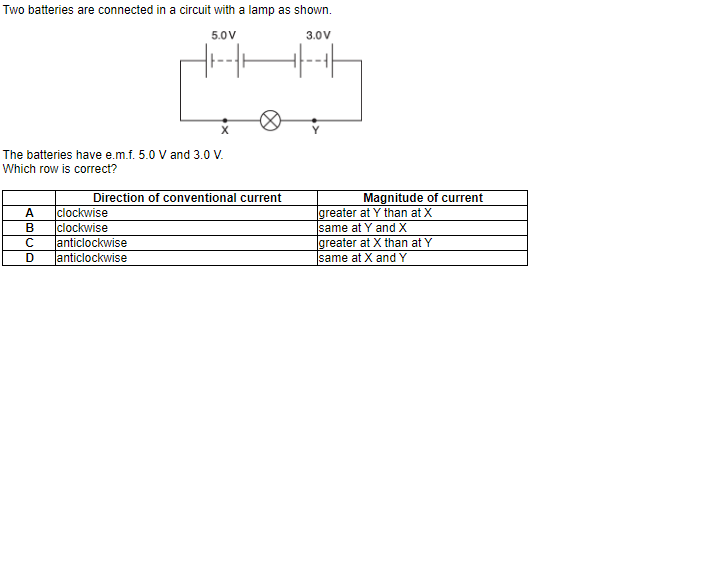 Two batteries are connected in a circuit with a lamp as shown.
5.0 V 3.0 V
X Y
The batteries have e.m.f. 5.0 V and 3.0 V.
Which row is correct?
Direction of conventional current Magnitude of current
A clockwise greater at Y than at X
B clockwise same at Y and X
C anticlockwise greater at X than at Y
D anticlockwise same at X and Y